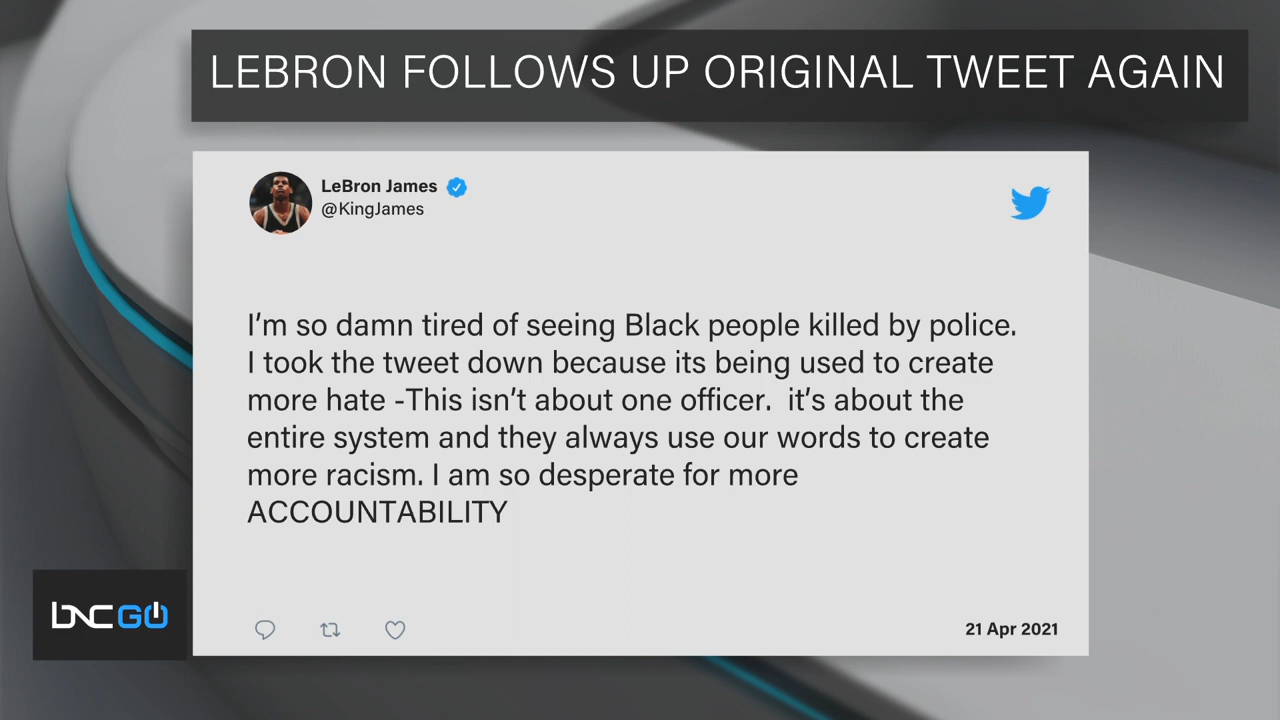 LEBRON FOLLOWS UP ORIGINAL TWEET AGAIN
LeBron James
@KingJames
I’m so damn tired of seeing Black people killed by police.
I took the tweet down because its being used to create
more hate -This isn’t about one officer.  it’s about the
entire system and they always use our words to create
more racism. I am so desperate for more
ACCOUNTABILITY
21 Apr 2021
bNC GO